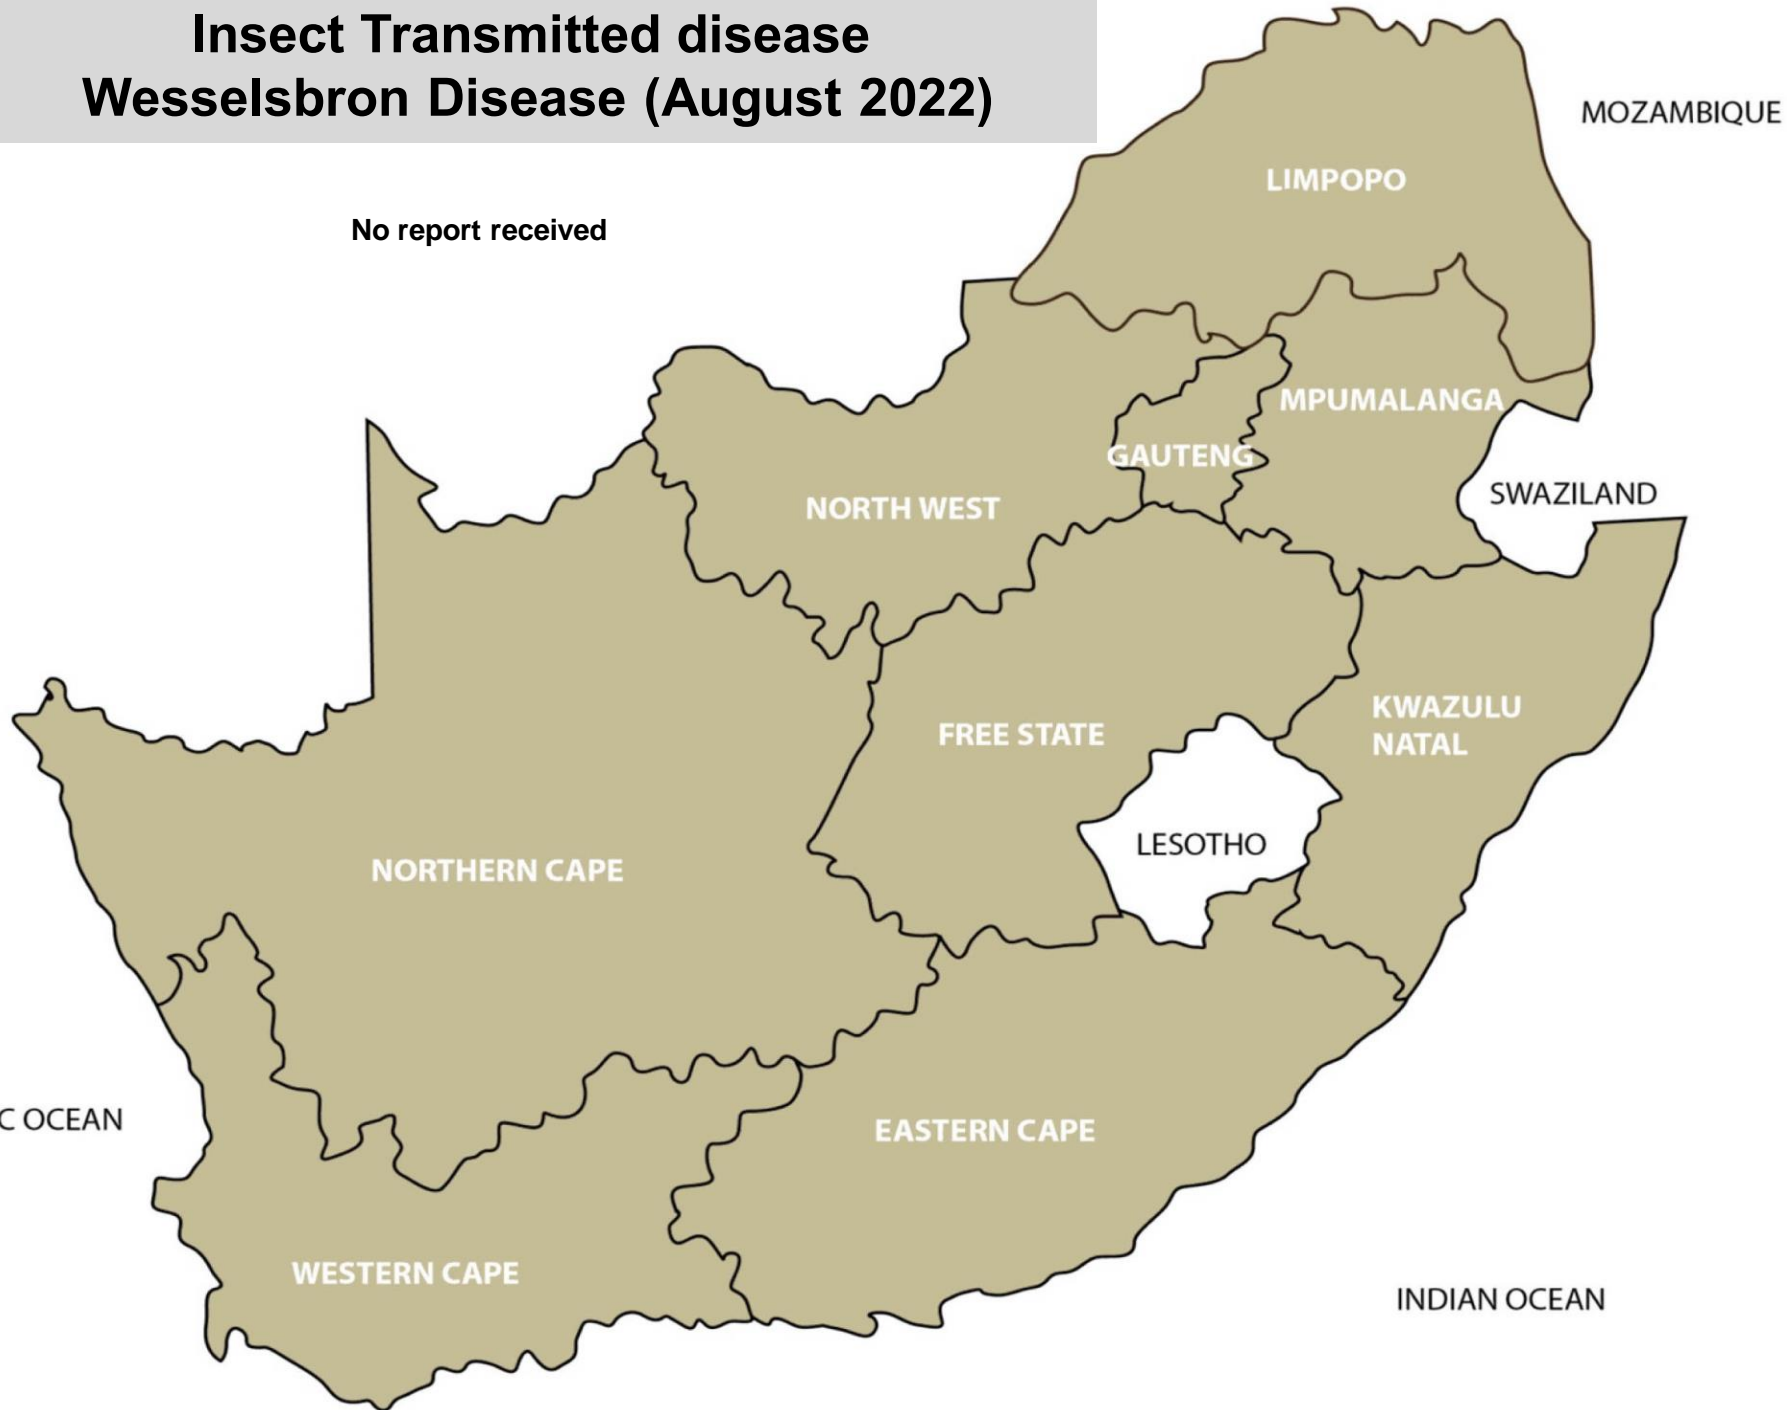 Insect Transmitted disease
Wesselsbron Disease (August 2022)
MOZAMBIQUE
LIMPOPO
No report received
MPUMALANGA
GAUTENG
SWAZILAND
NORTH WEST
KWAZULU
NATAL
FREE STATE
LESOTHO
NORTHERN CAPE
C OCEAN
EASTERN CAPE
WESTERN CAPE
INDIAN OCEAN